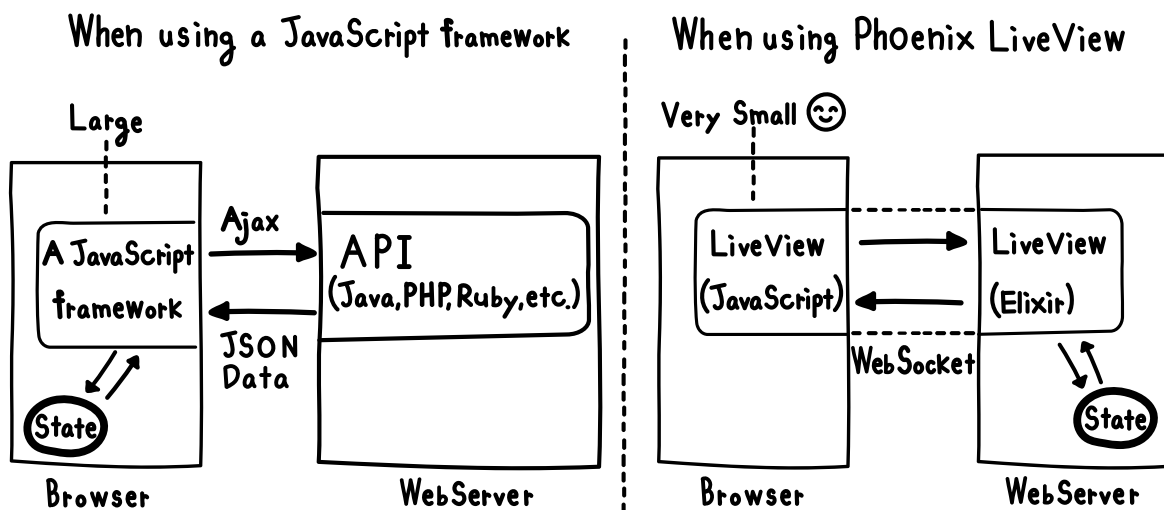 When using a JavaScript framework
Large
A JavaScript
framework
Ajax
JSON
Data
API
(Java, PHP, Ruby, etc.)
State
Browser
WebServer
When using Phoenix LiveView
Very Small
LiveView
(JavaScript)
WebSocket
LiveView
(Elixir)
State
Browser
WebServer